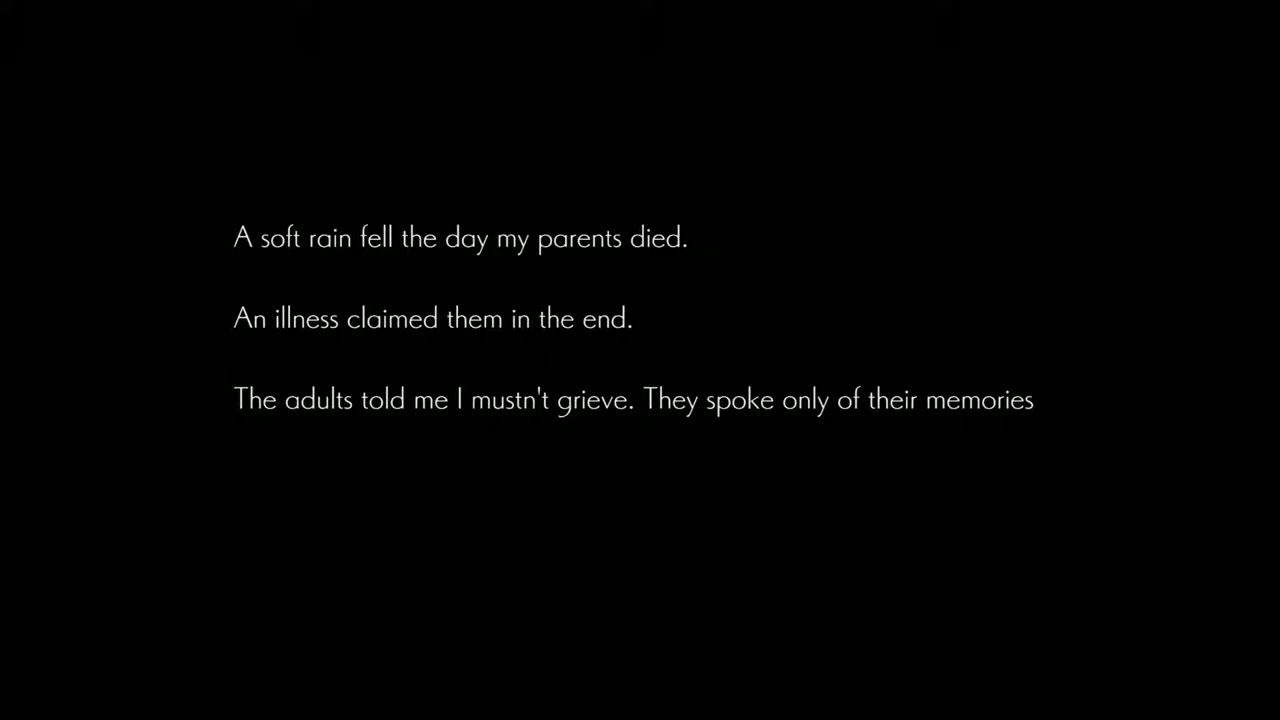 A soft rain fell the day my parents died.
An illness claimed them in the end.
The adults told me I mustn't grieve. They spoke only of their memories